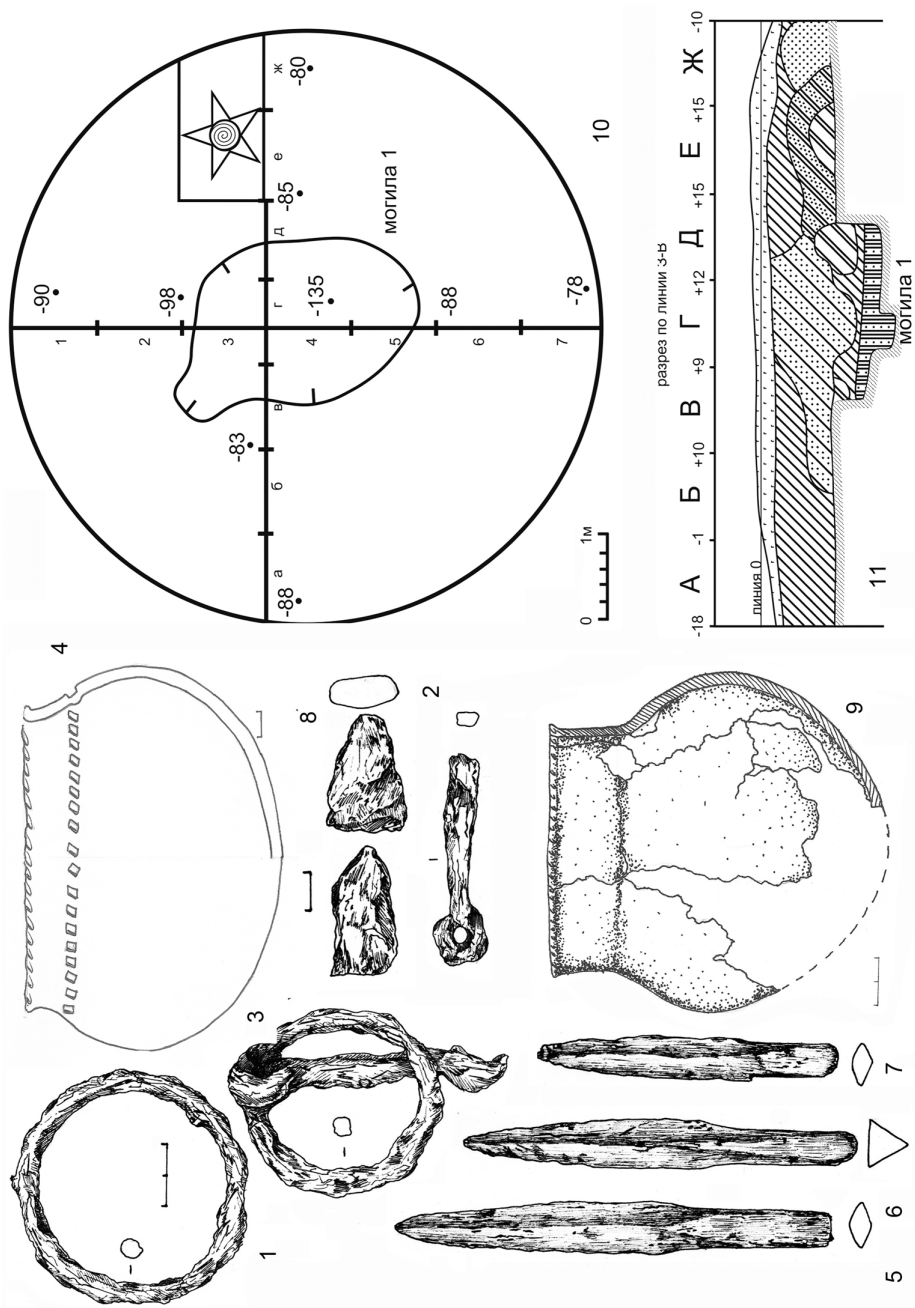 1
3
4
5
6
7
8
2
9
-90
1
2
-98
3
-88
а
б
-83
в
г
д
-85
е
ж
-80
4
-135
5
могила 1
-88
6
7
-78
0
1м
10
разрез по линии З-В
А
Б
В
Г
Д
Е
Ж
-18
-1
+10
+9
+12
+15
+15
-10
линия 0
11
могила 1